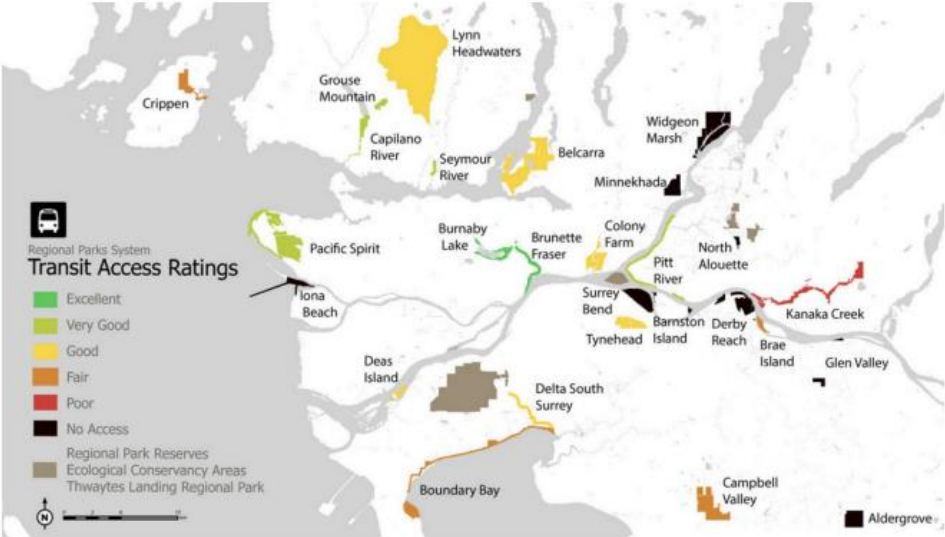 Lynn
Headwaters
Grouse
Mountain
Crippen
Capilano
River
Seymour
River
Belcarra
Widgeon
Marsh
Minnekhada
Burnaby
Lake
Brunette
Fraser
Colony
Farm
Pacific Spirit
North
Alouette
Pitt
River
Iona
Beach
Surrey
Bend
Tynehead
Barnston
Island
Derby
Reach
Kanaka Creek
Brae
Island
Glen Valley
Deas
Island
Delta South
Surrey
Boundary Bay
Campbell
Valley
Aldergrove
Regional Parks System
Transit Access Ratings
Excellent
Very Good
Good
Fair
Poor
No Access
Regional Park Reserves
Ecological Conservancy Areas
Thwaytes Landing Regional Park
N